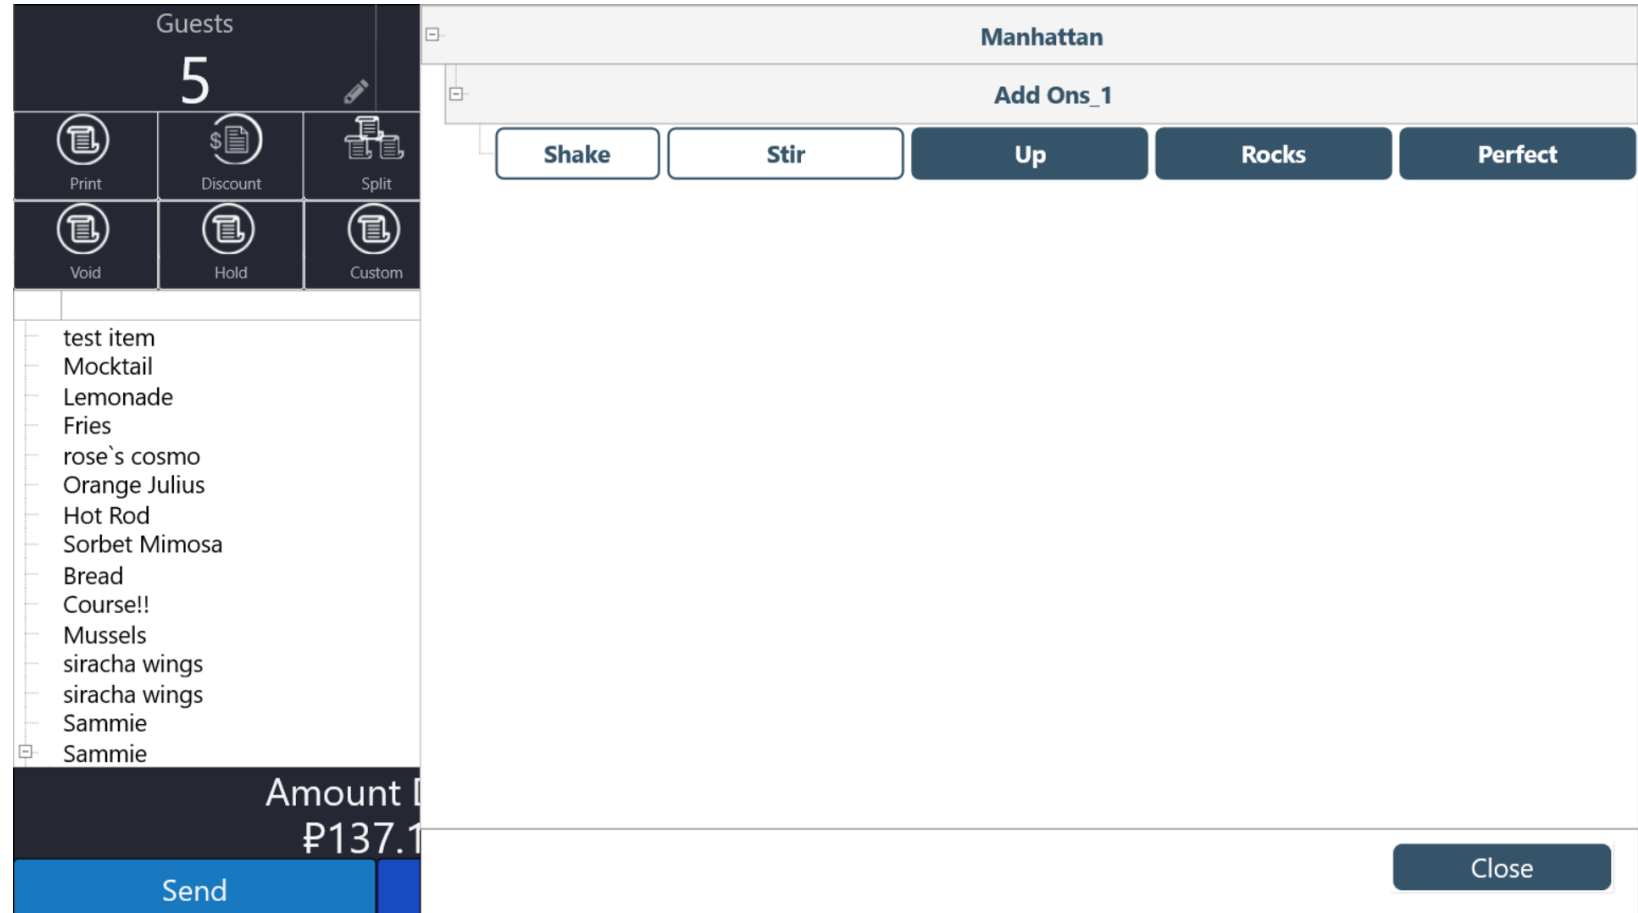 Guests
5
Print
Discount
Split
Void
Hold
Custom
test item
Mocktail
Lemonade
Fries
rose`s cosmo
Orange Julius
Hot Rod
Sorbet Mimosa
Bread
Course!!
Mussels
siracha wings
siracha wings
Sammie
Sammie
Amount
₽137.1
Send
Manhattan
Add Ons_1
Shake
Stir
Up
Rocks
Perfect
Close